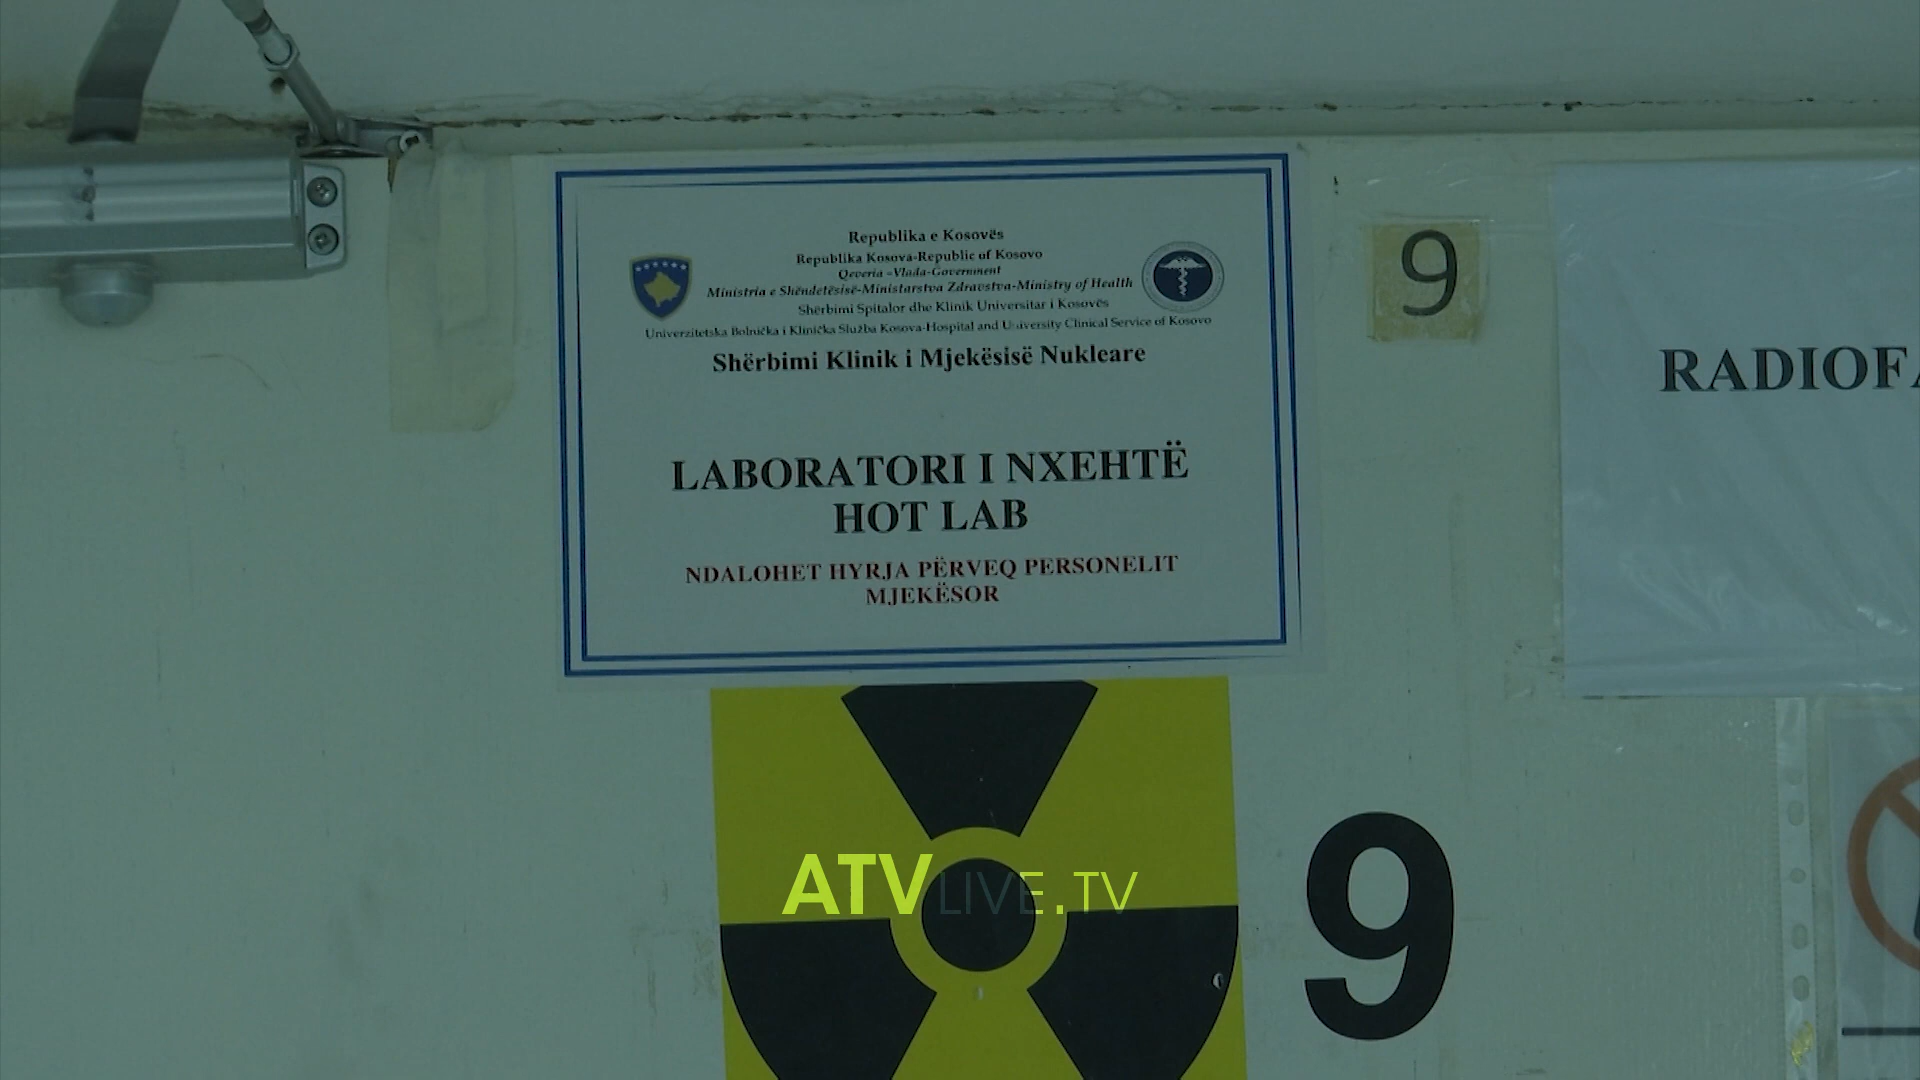 Republika e Kosovës
Republika Kosova-Republic of Kosovo
Qeveria -Vlada-Government
Ministria e Shëndetësisë-Ministarstva Zdravstva-Ministry of Health
Shërbimi Spitalor dhe Klinik Universitar i Kosovës
Univerzitetska Bolnička i Klinička Služba Kosova-Hospital and University Clinical Service of Kosovo
Shërbimi Klinik i Mjekësisë Nukleare
LABORATORI I NXEHTË
HOT LAB
NDALOHET HYRJA PËRVEQ PERSONELIT
MJEKËSOR
9
RADIOFA
ATVLIVE.TV
9